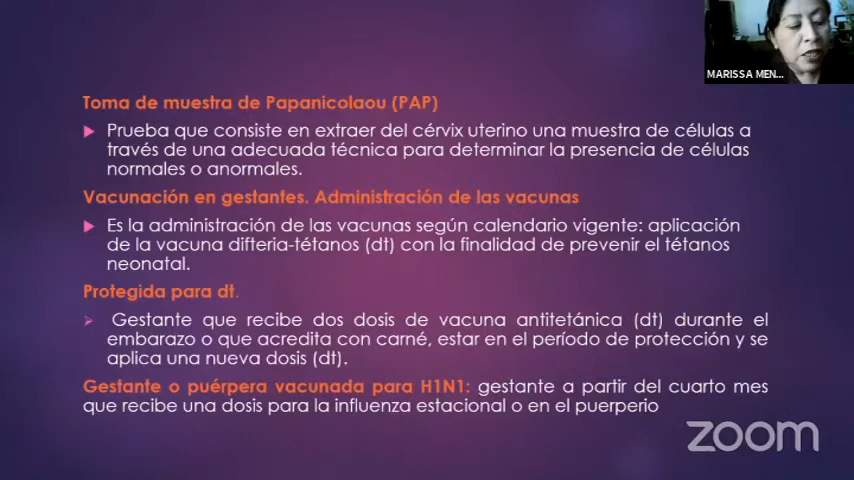 MARISSA MEN...
Toma de muestra de Papanicolaou (PAP)
Prueba que consiste en extraer del cérvix uterino una muestra de células a
través de una adecuada técnica para determinar la presencia de células
normales o anormales.
Vacunación en gestantes. Administración de las vacunas
Es la administración de las vacunas según calendario vigente: aplicación
de la vacuna difteria-tétanos (dt) con la finalidad de prevenir el tétanos
neonatal.
Protegida para dt.
Gestante que recibe dos dosis de vacuna antitetánica (dt) durante el
embarazo o que acredita con carné, estar en el período de protección y se
aplica una nueva dosis (dt).
Gestante o puérpera vacunada para H1N1: gestante a partir del cuarto mes
que recibe una dosis para la influenza estacional o en el puerperio
zoom